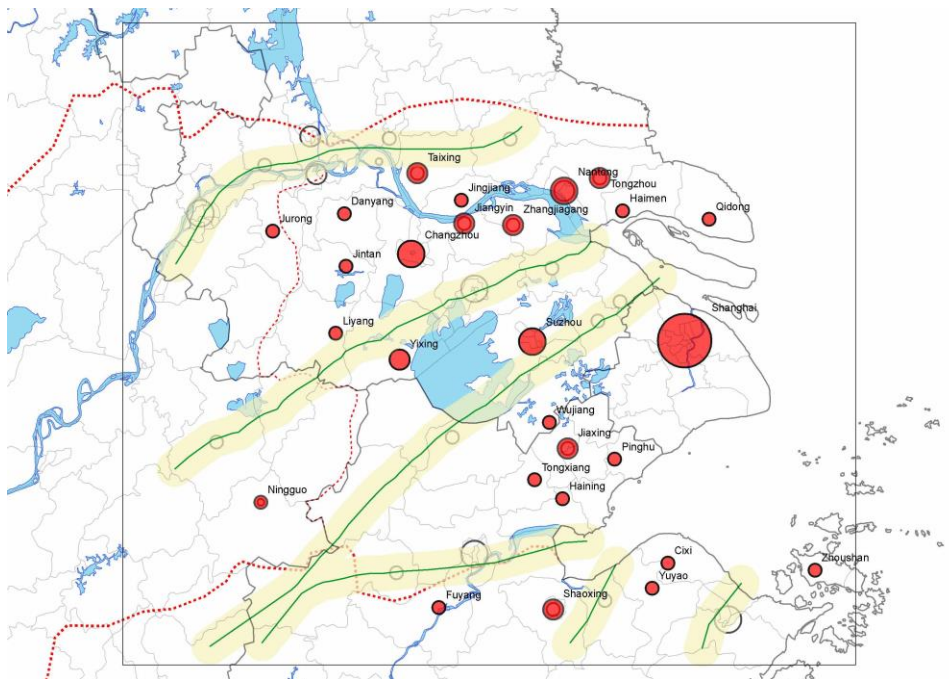 Taixing
Nantong
Tongzhou
Jingjiang
Danyang
Haimen
Jiangyin
Zhangjiagang
Qidong
Jurong
Changzhou
Jintan
Shanghai
Liyang
Suzhou
Yixing
Wujiang
Jiaxing
Pinghu
Tongxiang
Haining
Ningguo
Cixi
Zhoushan
Yuyao
Fuyang
Shaoxing